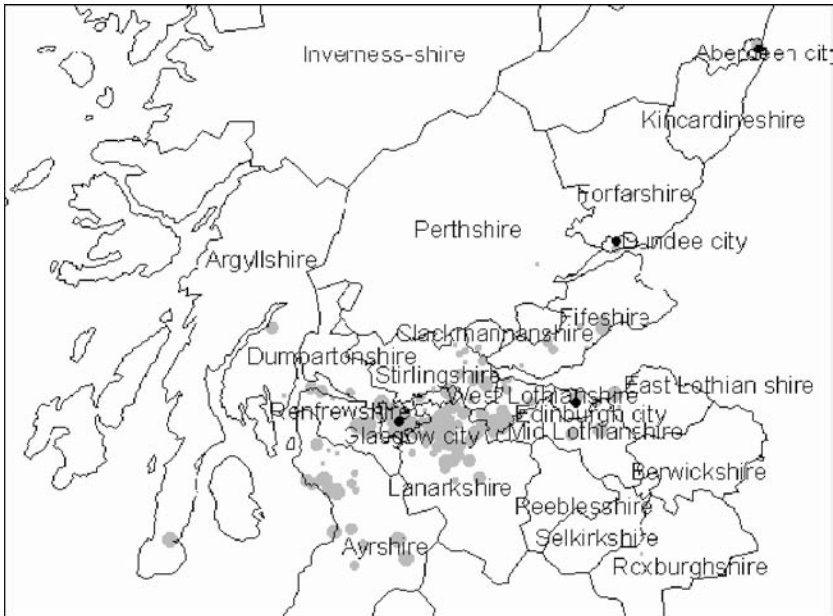 Inverness-shire
Aberdeen city
Kincardineshire
Forfarshire
Perthshire
Dundee city
Argyllshire
Fifeshire
Clackmannanshire
Dumpartonshire
Stirlingshire
East Lothian shire
West Lothianshire
Renfrewshire
Edinburgh city
Glasgow city
Mid Lothianshire
Berwickshire
Lanarkshire
Peeblesshire
Selkirkshire
Ayrshire
Roxburghshire